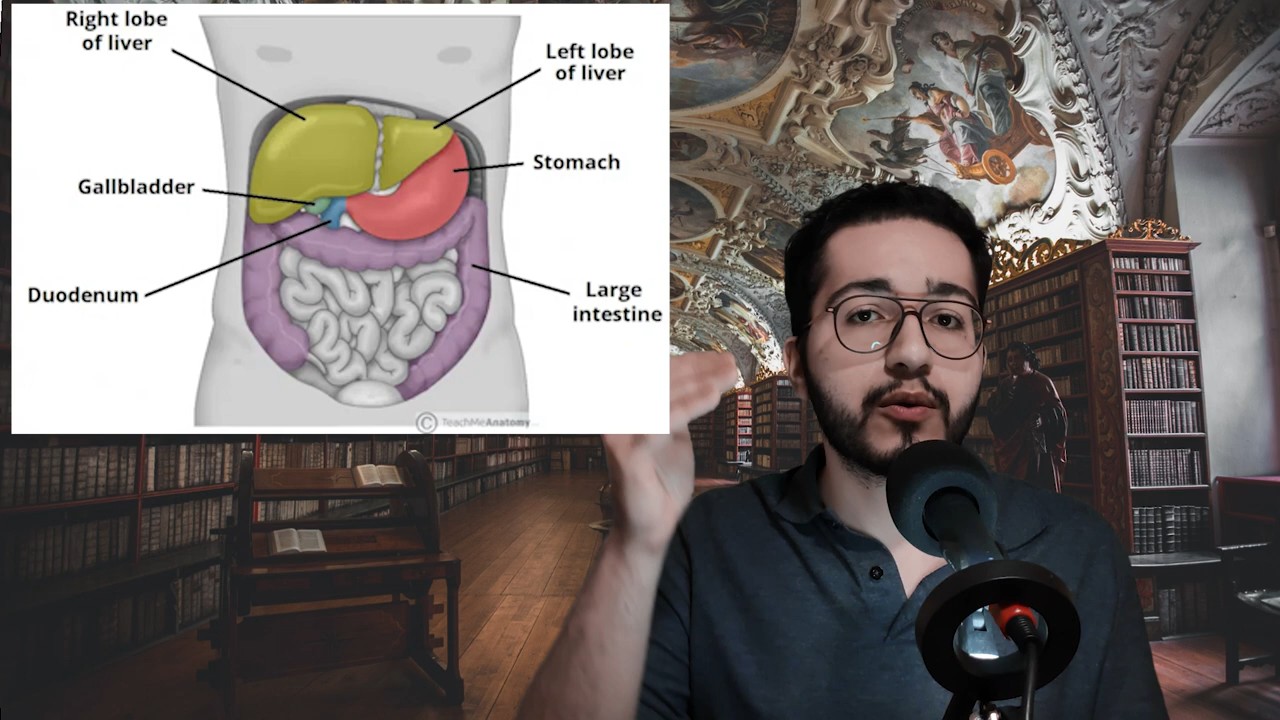 Right lobe
of liver
Left lobe
of liver
Stomach
Gallbladder
Duodenum
Large
intestine
© TeachMeAnatomy